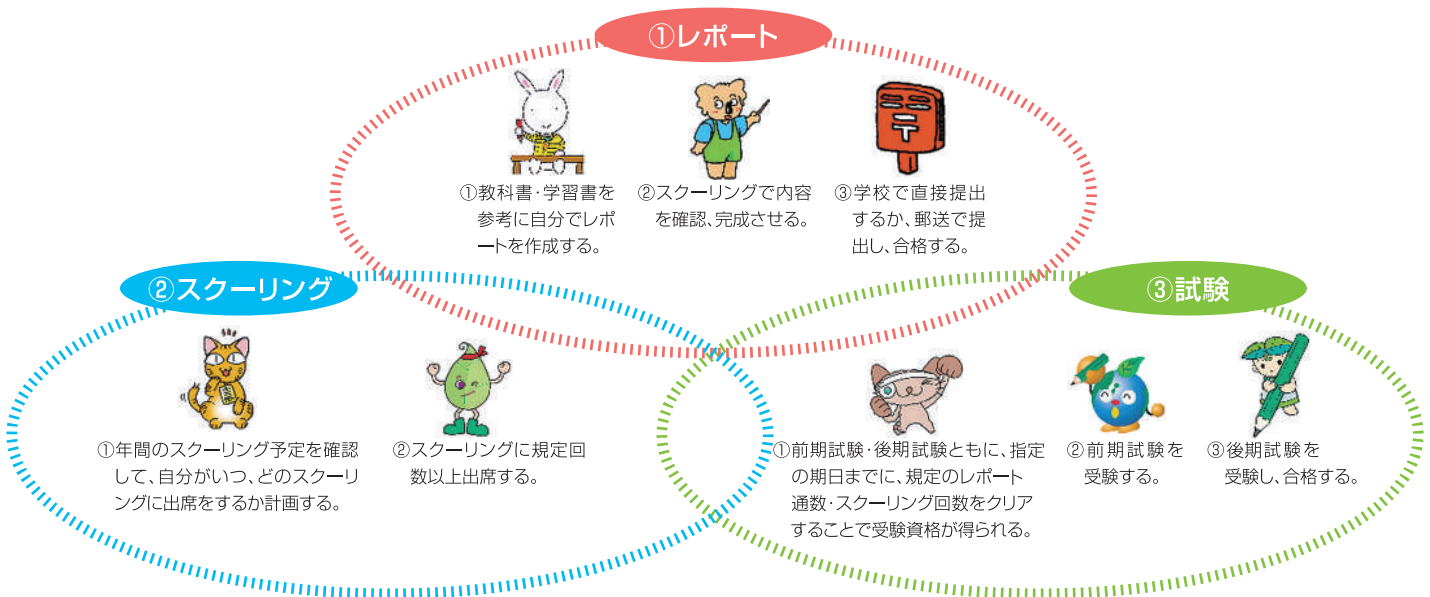 ①レポート
①教科書・学習書を
参考に自分でレポ
ートを作成する。
②スクーリングで内容
を確認、完成させる。
③学校で直接提出
するか、郵送で提
出し、合格する。
②スクーリング
①年間のスクーリング予定を確認
して、自分がいつ、どのスクーリ
ングに出席をするか計画する。
②スクーリングに規定回
数以上出席する。
③試験
①前期試験・後期試験ともに、指定
の期日までに、規定のレポート
通数・スクーリング回数をクリア
することで受験資格が得られる。
②前期試験を
受験する。
③後期試験を
受験し、合格する。